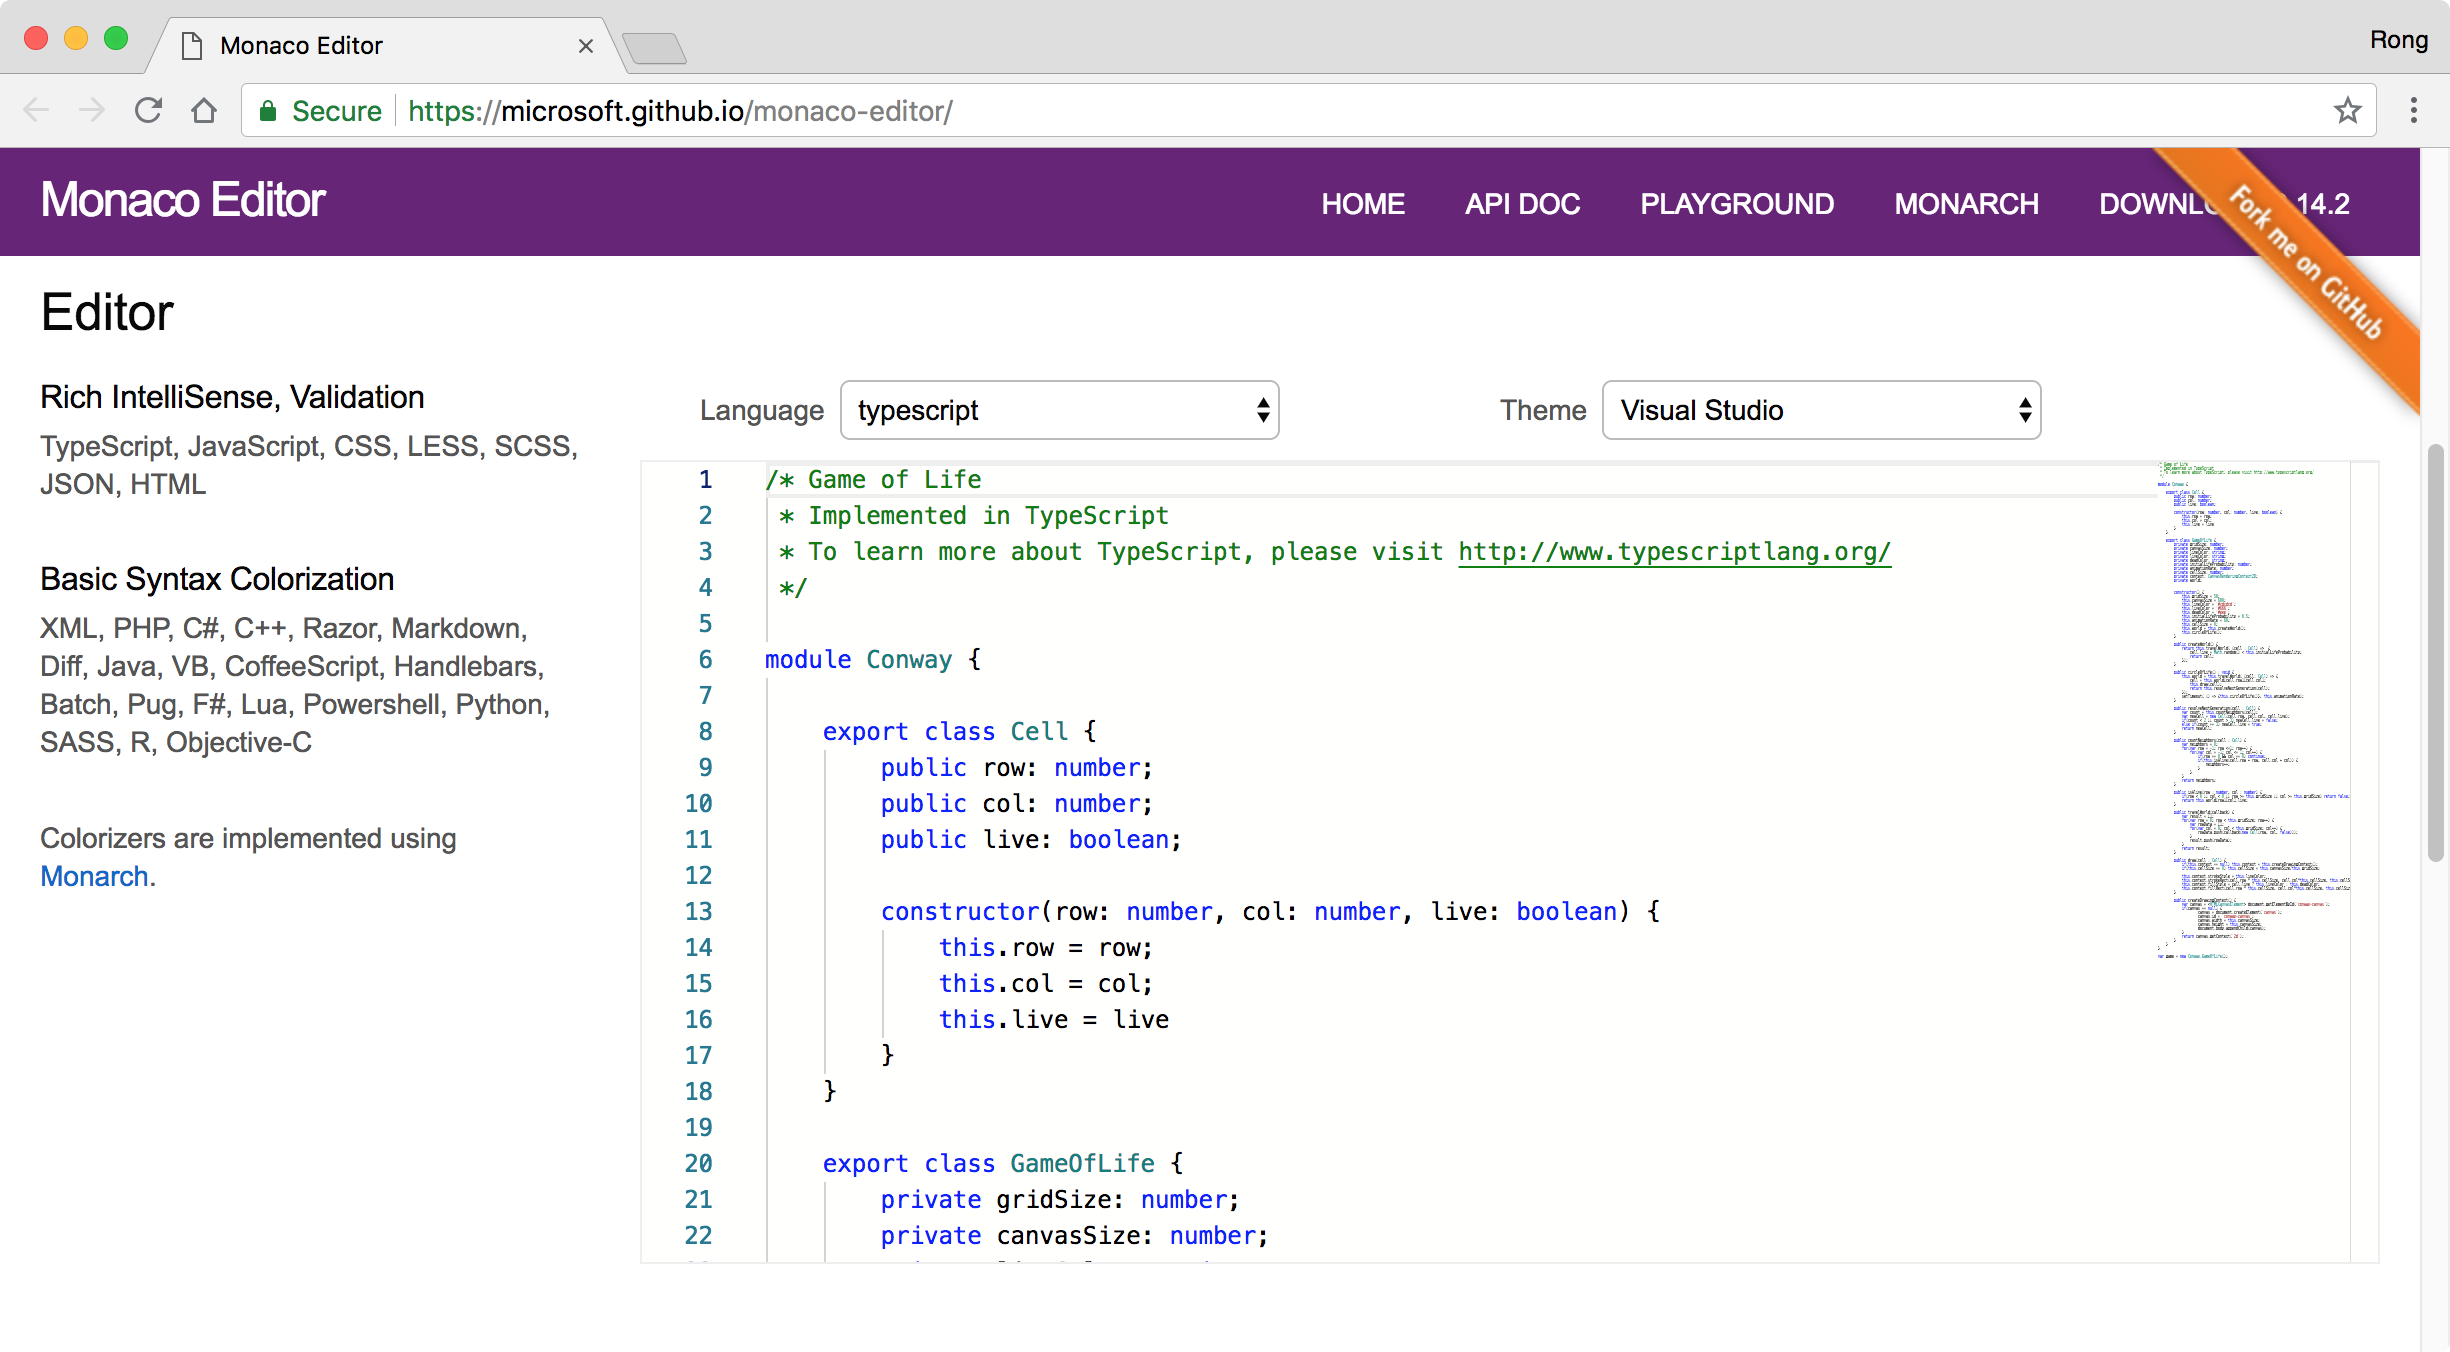 Monaco Editor
Rong
Secure https://microsoft.github.io/monaco-editor/
Monaco Editor
HOME API DOC PLAYGROUND MONARCH 14.2
Fork me on GitHub
Editor
Rich IntelliSense, Validation
TypeScript, JavaScript, CSS, LESS, SCSS,
JSON, HTML
Basic Syntax Colorization
XML, PHP, C#, C++, Razor, Markdown,
Diff, Java, VB, CoffeeScript, Handlebars,
Batch, Pug, F#, Lua, Powershell, Python,
SASS, R, Objective-C
Colorizers are implemented using
Monarch.
Language typescript Theme Visual Studio
1 /* Game of Life
2 * Implemented in TypeScript
3 * To learn more about TypeScript, please visit http://www.typescriptlang.org/
4 */
5
6 module Conway {
7
8 export class Cell {
9 public row: number;
10 public col: number;
11 public live: boolean;
12
13 constructor(row: number, col: number, live: boolean) {
14 this.row = row;
15 this.col = col;
16 this.live = live
17 }
18 }
19
20 export class GameOfLife {
21 private gridSize: number;
22 private canvasSize: number;